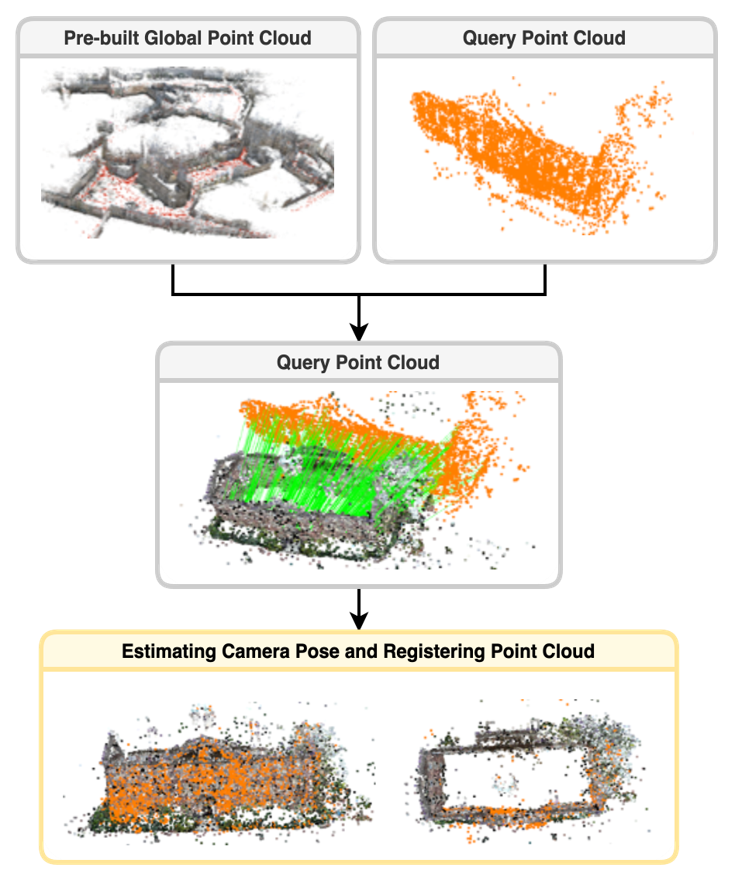 Pre-built Global Point Cloud
Query Point Cloud
Query Point Cloud
Estimating Camera Pose and Registering Point Cloud